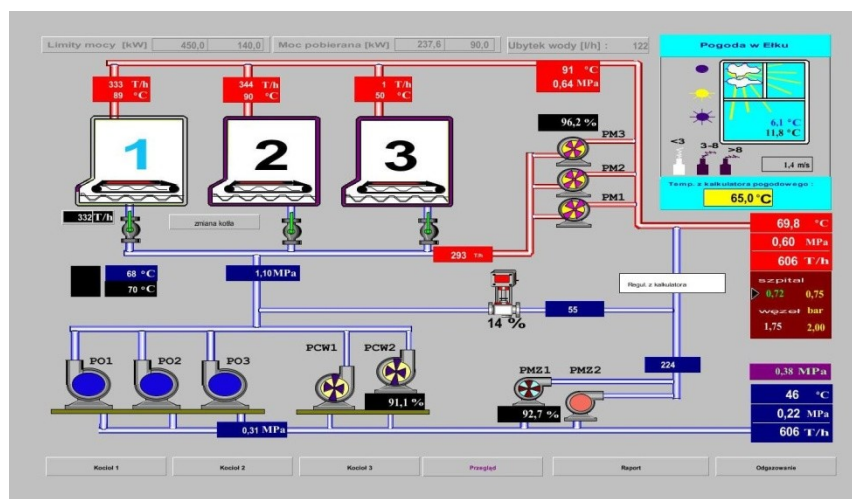 Limity mocy [kW] 450,0 140,0 Moc pobierana [kW] 237,6 90,0 Ubytek wody [l/h] : 122
Pogoda w Ełku
333 T/h
89 °C
344 T/h
90 °C
1 T/h
50 °C
91 °C
0,64 MPa
96,2 %
PM3
6,1 °C
11,8 °C
1 2 3
<3 3-8 >8
PM2
1,4 m/s
PM1
Temp. z kalkulatora pogodowego :
65,0 °C
332 T/h
zmiana kotła
69,8 °C
0,60 MPa
606 T/h
293 T/h
68 °C
70 °C
1,10 MPa
Regul. z kalkulatora
szpital
0,72 0,75
węzeł bar
1,75 2,00
14 %
55
PO1 PO2 PO3
PCW1 PCW2
PMZ1 PMZ2
224
0,38 MPa
91,1 %
92,7 %
46 °C
0,22 MPa
606 T/h
0,31 MPa
Kocioł 1 Kocioł 2 Kocioł 3 Przegląd Raport Odgazowanie